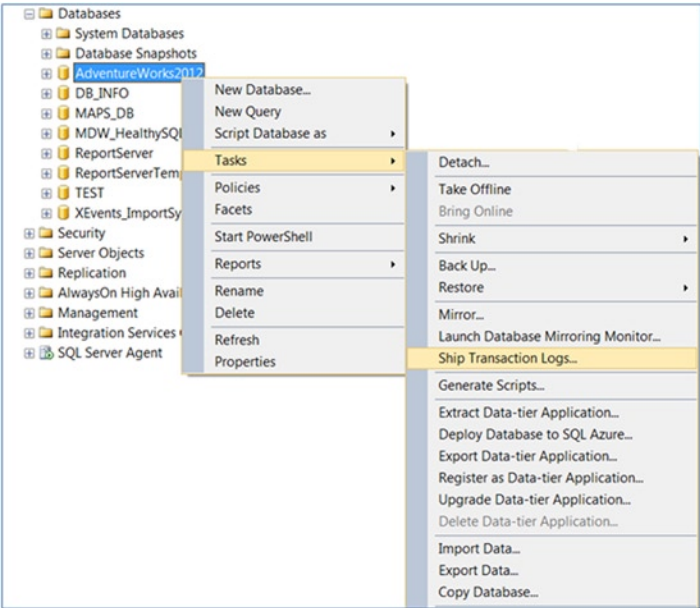 Databases
System Databases
Database Snapshots
AdventureWorks2012
DB_INFO
MAPS_DB
MDW_HealthySQL
ReportServer
ReportServerTemp
TEST
XEvents_ImportSy
Security
Server Objects
Replication
AlwaysOn High Avail
Management
Integration Services
SQL Server Agent
New Database...
New Query
Script Database as
Tasks
Policies
Facets
Start PowerShell
Reports
Rename
Delete
Refresh
Properties
Detach...
Take Offline
Bring Online
Shrink
Back Up...
Restore
Mirror...
Launch Database Mirroring Monitor...
Ship Transaction Logs...
Generate Scripts...
Extract Data-tier Application...
Deploy Database to SQL Azure...
Export Data-tier Application...
Register as Data-tier Application...
Upgrade Data-tier Application...
Delete Data-tier Application...
Import Data...
Export Data...
Copy Database...